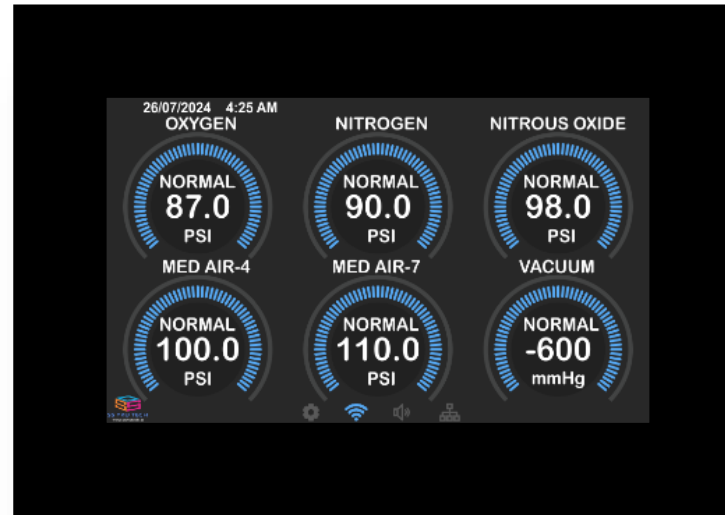 26/07/2024 4:25 AM
OXYGEN NITROGEN NITROUS OXIDE
NORMAL NORMAL NORMAL
87.0 90.0 98.0
PSI PSI PSI
MED AIR-4 MED AIR-7 VACUUM
NORMAL NORMAL NORMAL
100.0 110.0 -600
PSI PSI mmHg